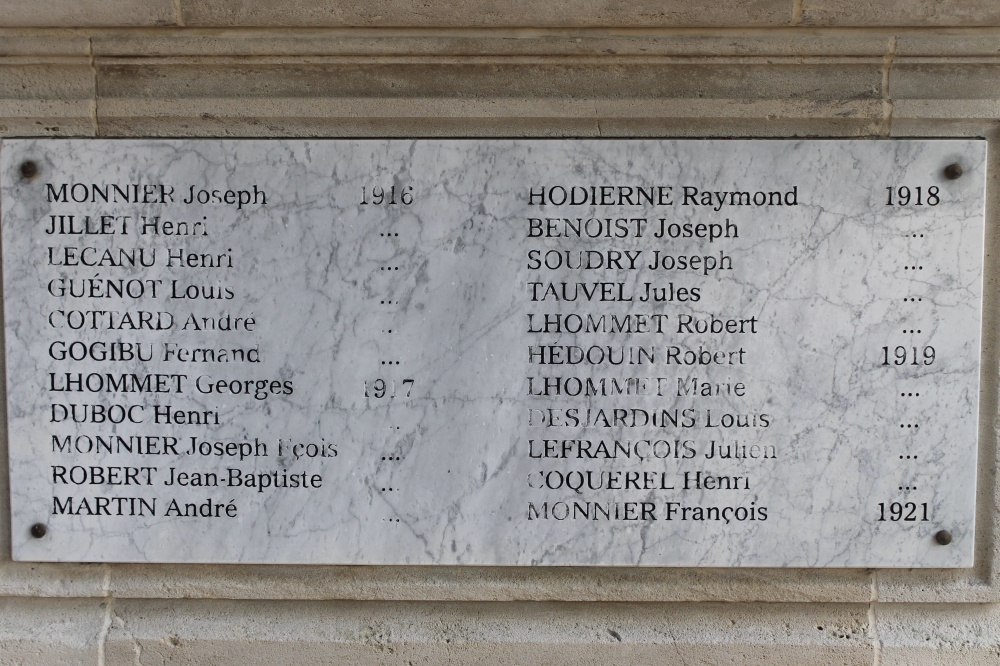 MONNIER Joseph 1916
JILLET Henri ...
LECANU Henri ...
GUÉNOT Louis ...
COTTARD André .
GOGIBU Fernand ...
LHOMMET Georges 1917
DUBOC Henri .
MONNIER Joseph Fçois ...
ROBERT Jean-Baptiste ...
MARTIN André ...
HODIERNE Raymond 1918
BENOIST Joseph ...
SOUDRY Joseph ...
TAUVEL Jules ...
LHOMMET Robert ...
HÉDOUIN Robert 1919
LHOMMET Marie ...
DESJARDINS Louis ...
LEFRANÇOIS Julien ...
COQUEREL Henri ...
MONNIER François 1921